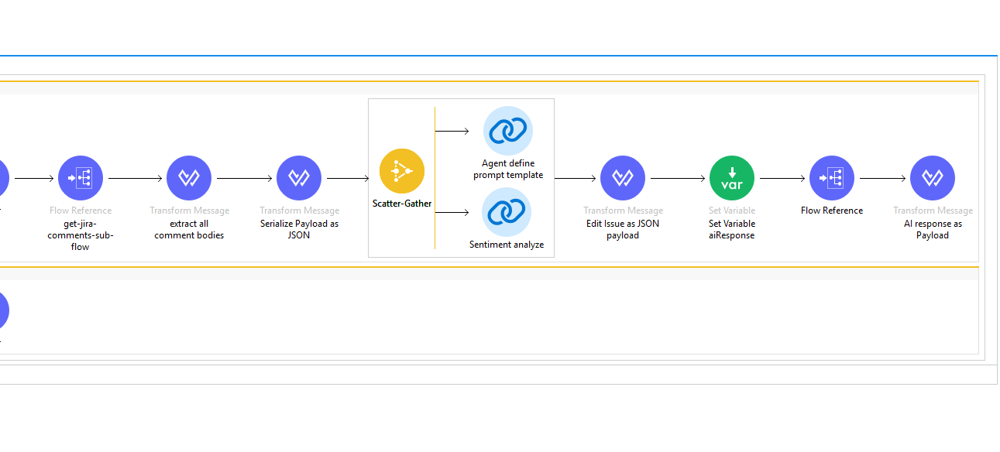 Flow Reference
get-jira-
comments-sub-
flow
Transform Message
extract all
comment bodies
Transform Message
Serialize Payload as
JSON
Scatter-Gather
Agent define
prompt template
Sentiment analyze
Transform Message
Edit Issue as JSON
payload
var
Set Variable
Set Variable
aiResponse
Flow Reference
Transform Message
AI response as
Payload